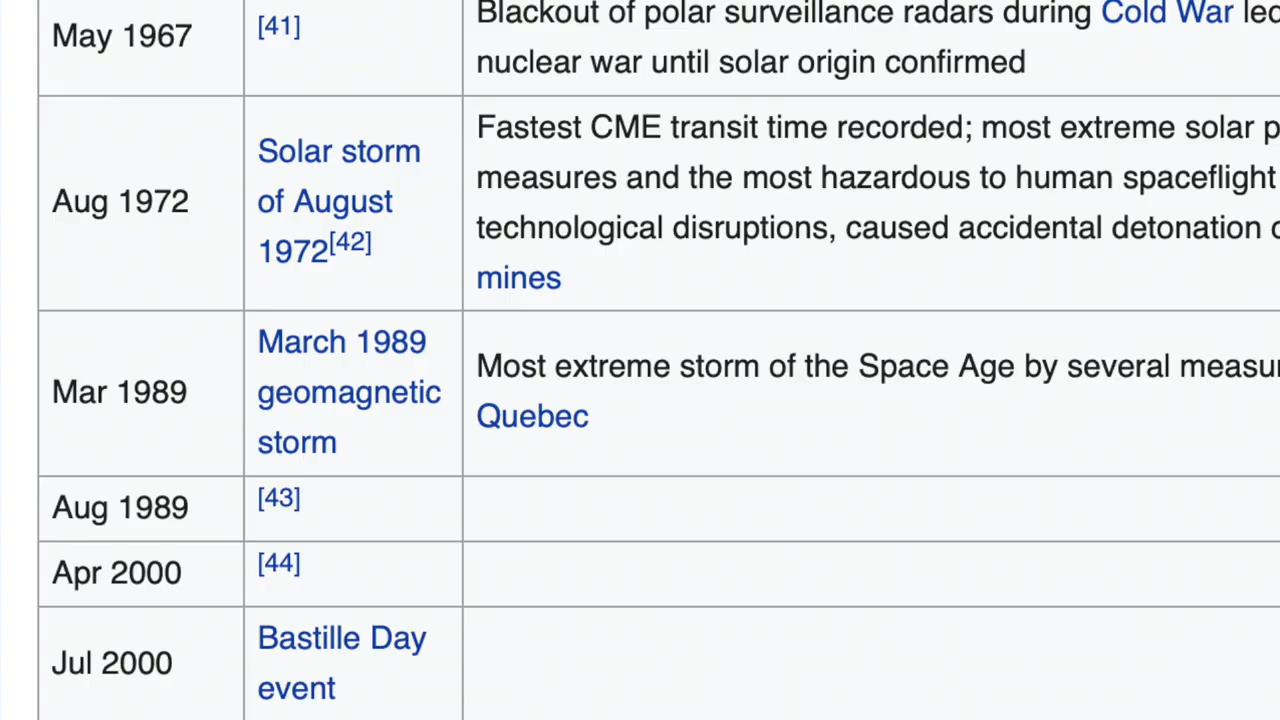 May 1967
[41]
Blackout of polar surveillance radars during Cold War
nuclear war until solar origin confirmed
Aug 1972
Solar storm
of August
1972[42]
Fastest CME transit time recorded; most extreme solar
measures and the most hazardous to human spaceflight
technological disruptions, caused accidental detonation
mines
Mar 1989
March 1989
geomagnetic
storm
Most extreme storm of the Space Age by several
Quebec
Aug 1989
[43]
Apr 2000
[44]
Jul 2000
Bastille Day
event